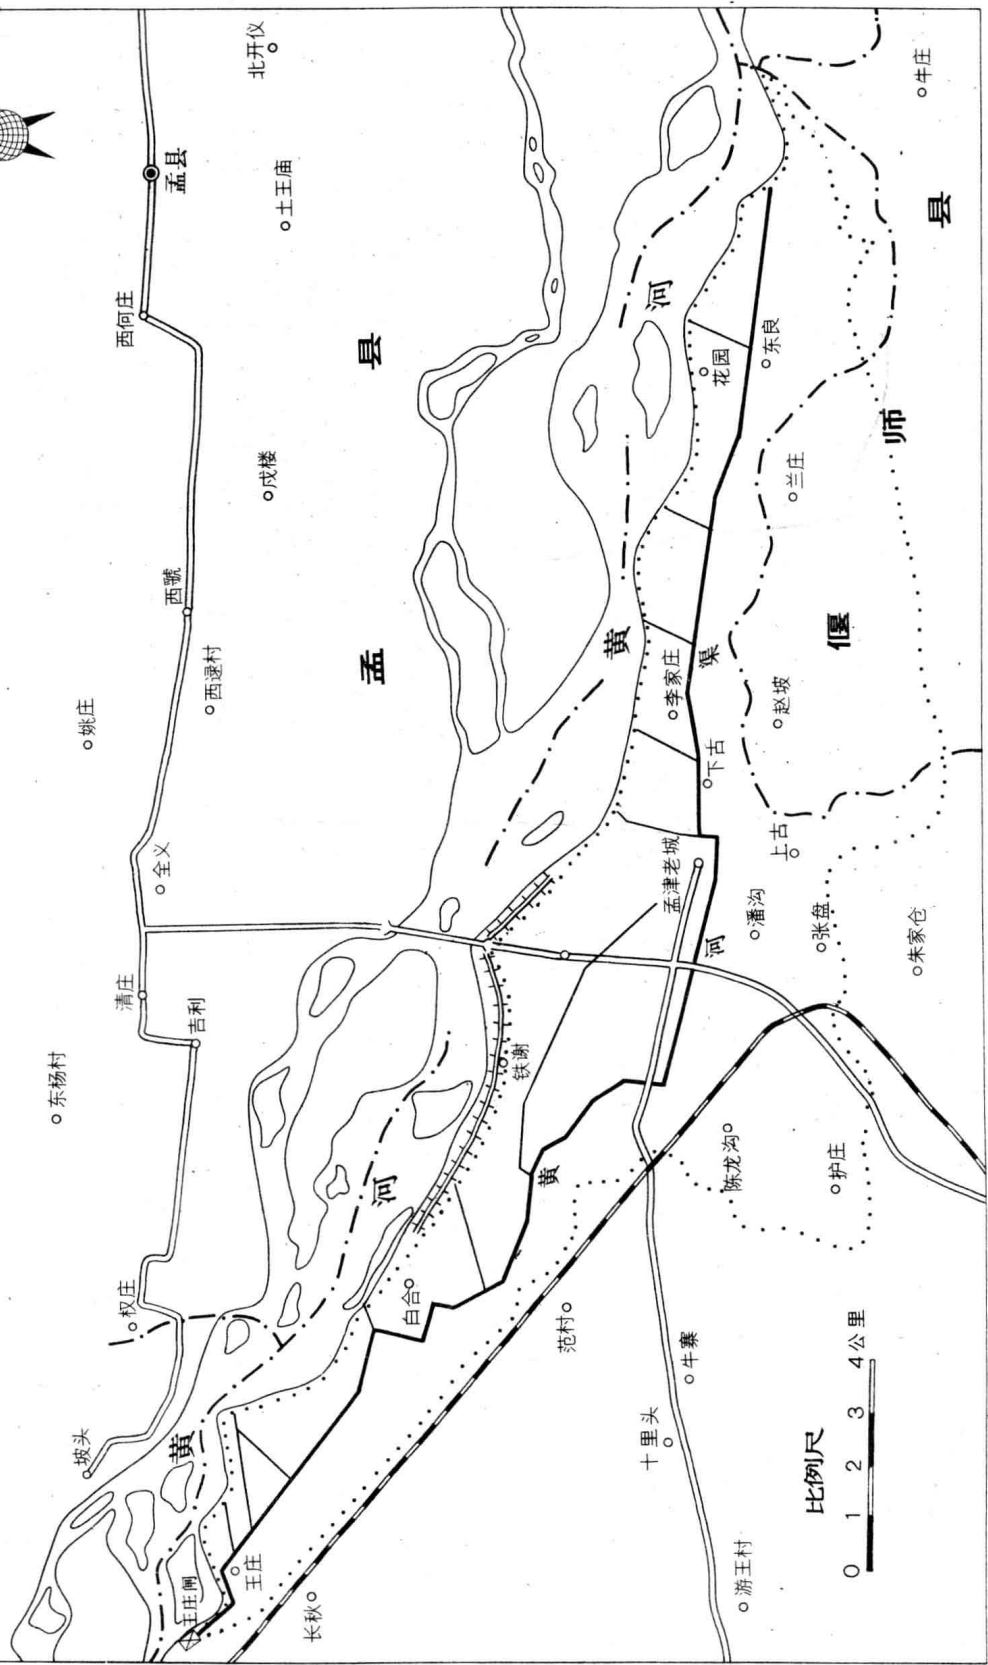 北开仪
孟县
土王庙
西何庄
县
戍楼
西虢
西逯村
姚庄
孟
全义
清庄
吉利
东杨村
权庄
坡头
牛庄
县
河
花园
东良
师
兰庄
黄
李家庄
渠
偃
赵坡
下古
上古
孟津老城
潘沟
河
张盘
朱家仓
铁谢
河
黄
陈龙沟
护庄
白合
范村
牛寨
十里头
黄
王庄闸
王庄
长秋
游王村
比例尺
0 1 2 3 4公里